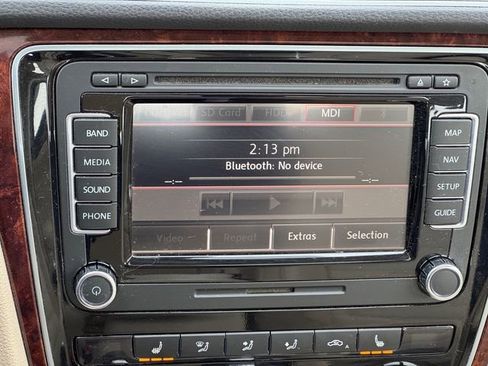 SD Card HDD MDI
BAND
MEDIA
SOUND
PHONE
2:13 pm
Bluetooth: No device
-:-- -:--
Video Repeat Extras Selection
MAP
NAV
SETUP
GUIDE
A